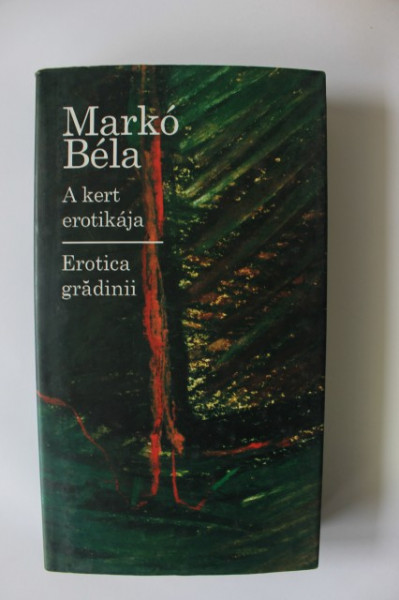 Markó
Béla
A kert
erotikája
Erotica
grădinii